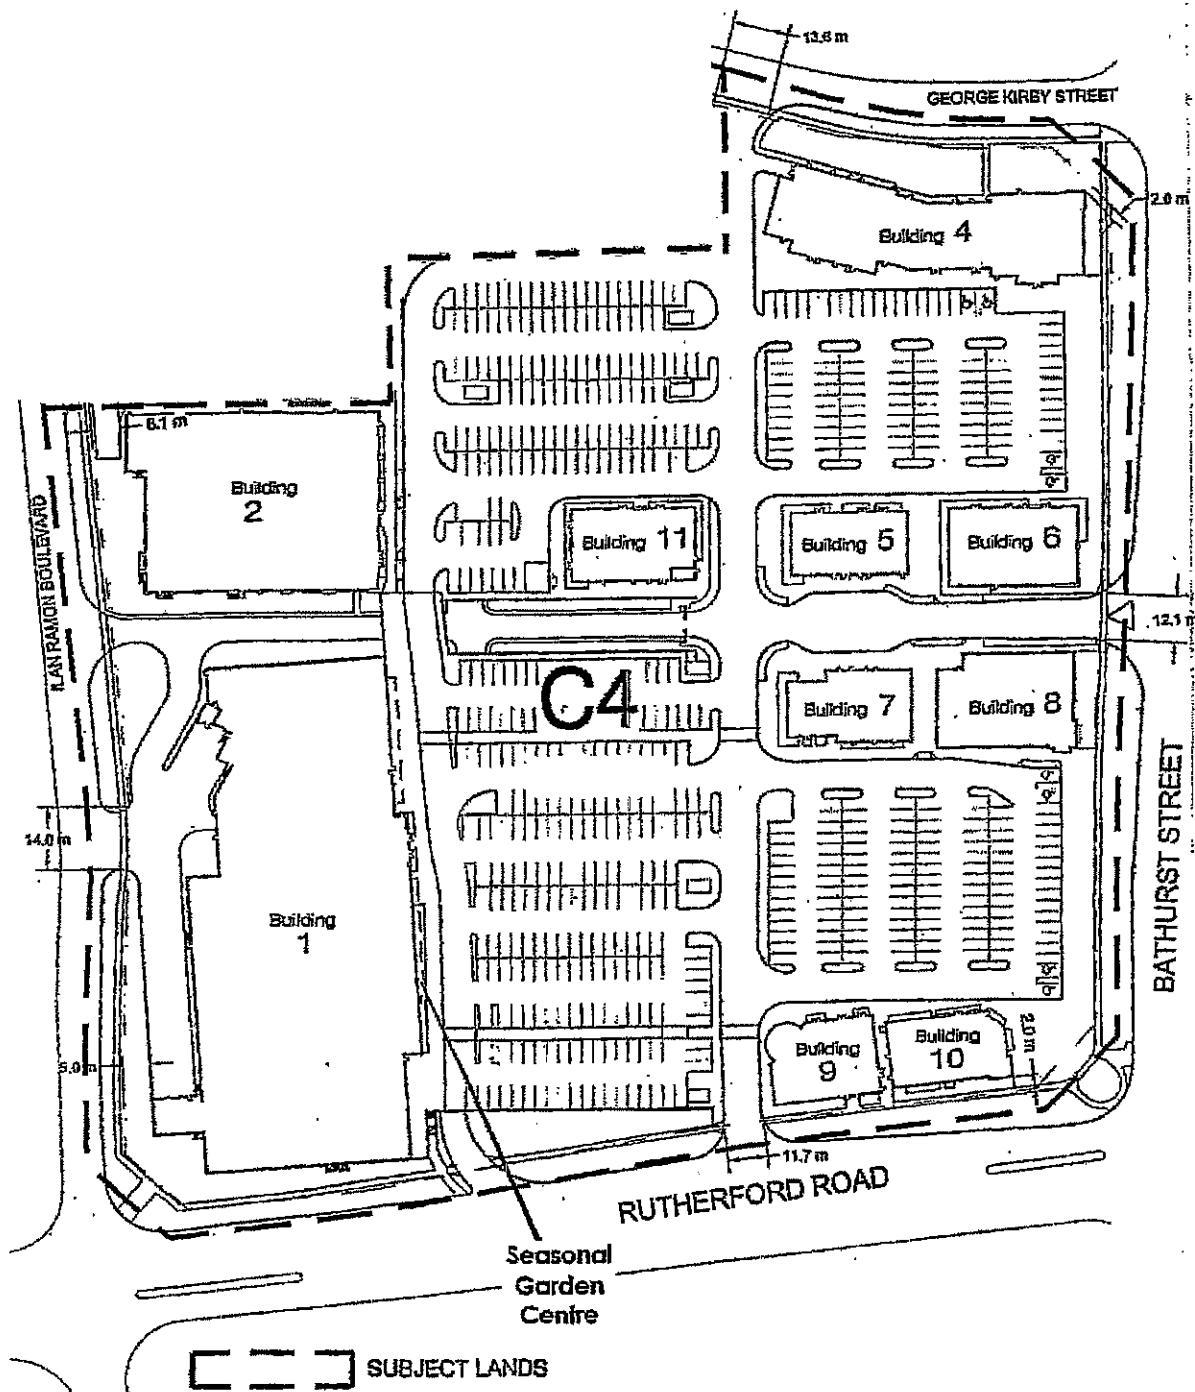 13.6 m
GEORGE KIRBY STREET
2.0 m
Building 4
6.1 m
Building
2
ILAN RAMON BOULEVARD
Building 11
Building 5
Building 6
12.1 m
C4
Building 7
Building 8
14.0 m
BATHURST STREET
Building
1
2.0 m
Building
9
Building
10
5.0 m
11.7 m
RUTHERFORD ROAD
Seasonal
Garden
Centre
SUBJECT LANDS